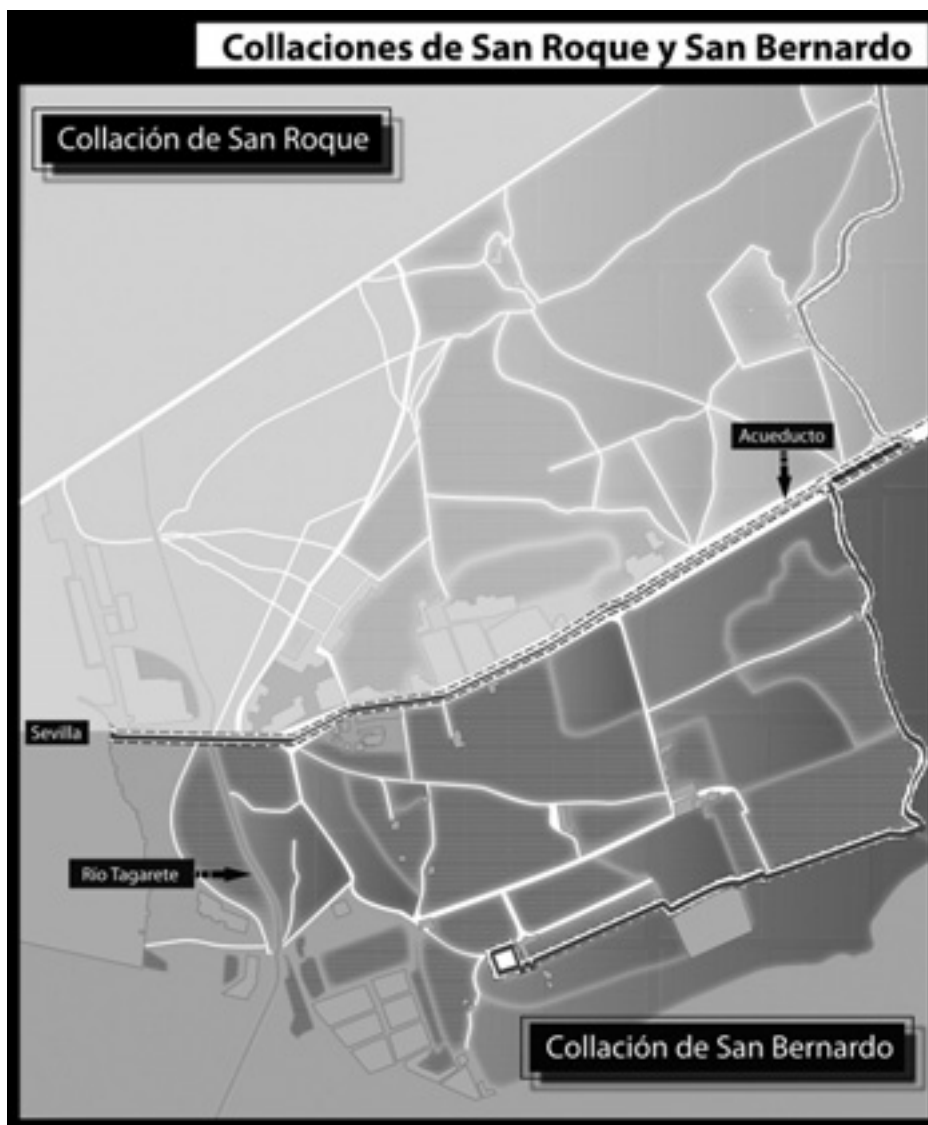 Collaciones de San Roque y San Bernardo
Collación de San Roque
Acueducto
Sevilla
Río Tagarete
Collación de San Bernardo